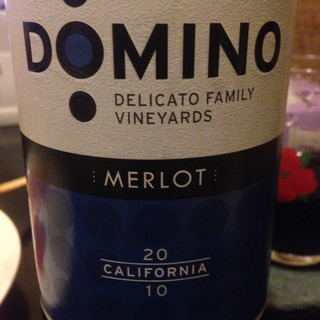 DOMINO
DELICATO FAMILY
VINEYARDS
MERLOT
20
CALIFORNIA
10